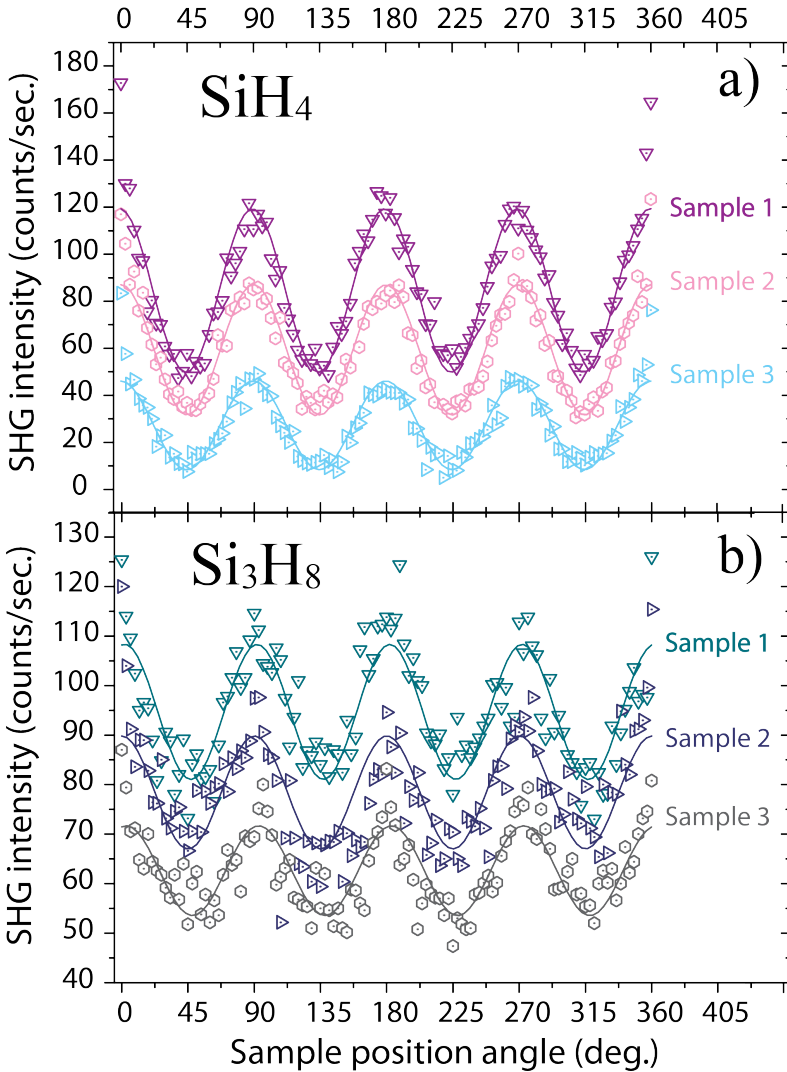 0 45 90 135 180 225 270 315 360 405
a)
SiH4
SHG intensity (counts/sec.)
180
160
140
120
100
80
60
40
20
0
Sample 1
Sample 2
Sample 3
b)
Si3H8
SHG intensity (counts/sec.)
130
120
110
100
90
80
70
60
50
40
Sample 1
Sample 2
Sample 3
0 45 90 135 180 225 270 315 360 405
Sample position angle (deg.)